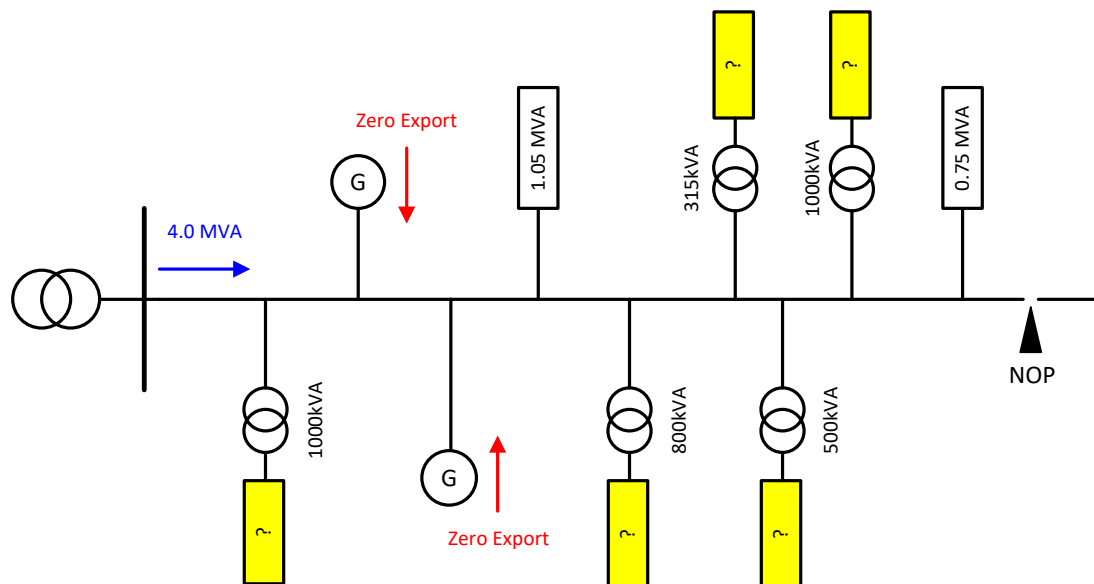 ?
?
Zero Export
1.05 MVA
315kVA
1000kVA
0.75 MVA
G
4.0 MVA
NOP
1000kVA
800kVA
500kVA
G
?
?
?
Zero Export